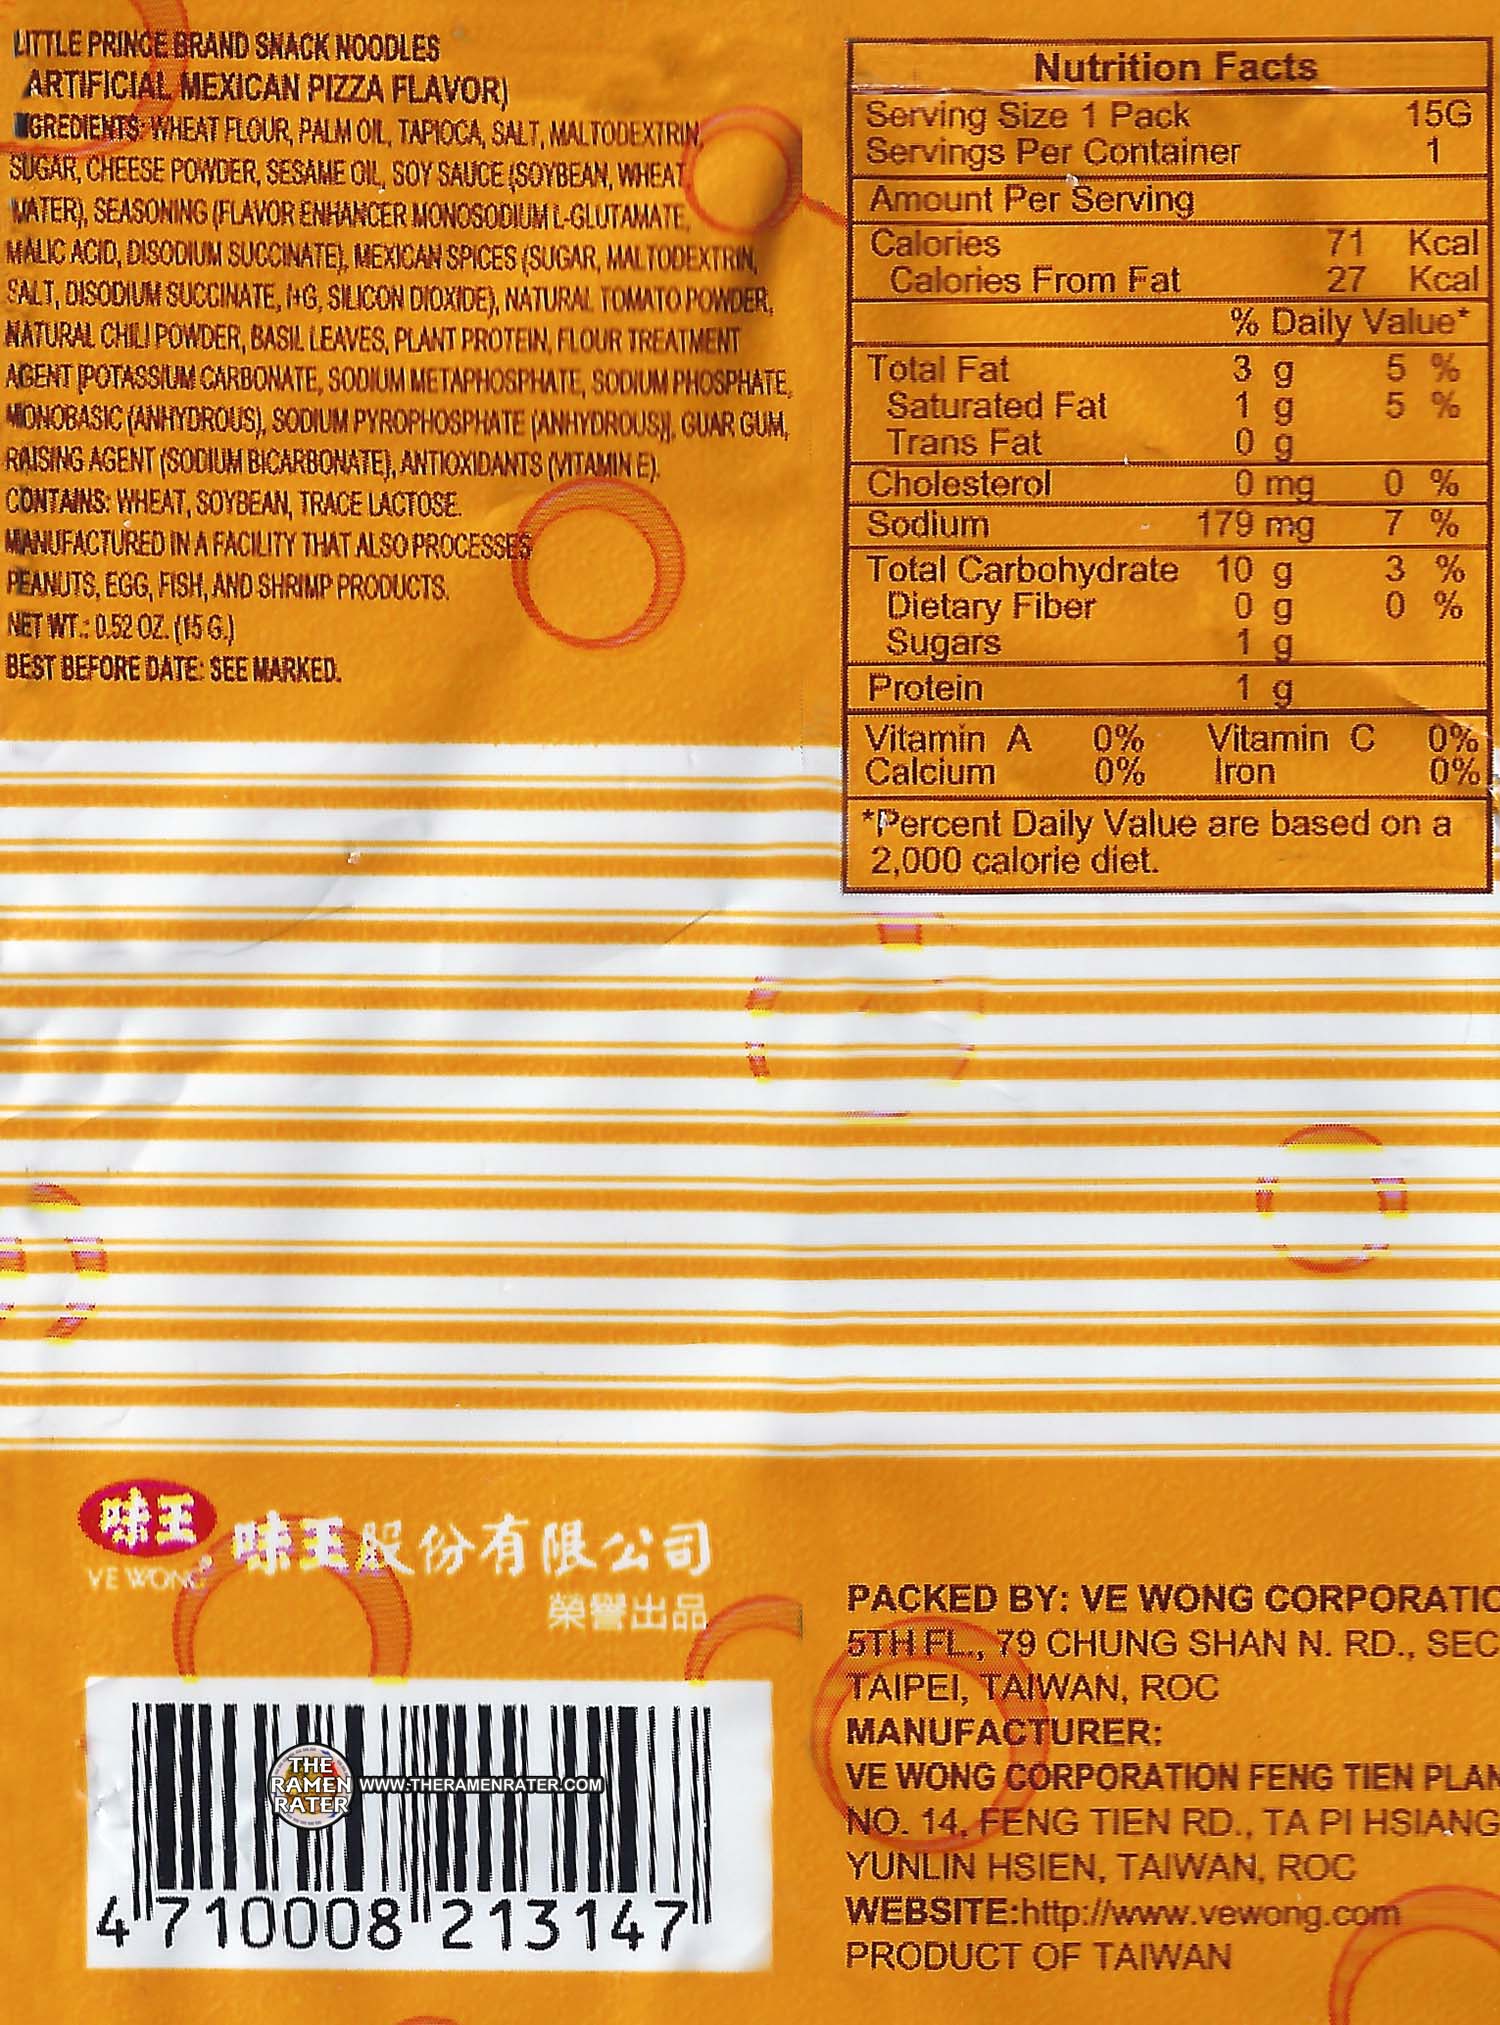 LITTLE PRINCE BRAND SNACK NOODLES
ARTIFICIAL MEXICAN PIZZA FLAVOR)
NGREDIENTS: WHEAT FLOUR, PALM OIL, TAPIOCA, SALT, MALTODEXTRIN,
SUGAR, CHEESE POWDER, SESAME OIL, SOY SAUCE (SOYBEAN, WHEAT
WATER), SEASONING (FLAVOR ENHANCER MONOSODIUM L-GLUTAMATE,
MALIC ACID, DISODIUM SUCCINATE), MEXICAN SPICES (SUGAR, MALTODEXTRIN,
SALT, DISODIUM SUCCINATE, I+G, SILICON DIOXIDE), NATURAL TOMATO POWDER,
NATURAL CHILI POWDER, BASIL LEAVES, PLANT PROTEIN, FLOUR TREATMENT
AGENT [POTASSIUM CARBONATE, SODIUM METAPHOSPHATE, SODIUM PHOSPHATE,
MONOBASIC (ANHYDROUS), SODIUM PYROPHOSPHATE (ANHYDROUS)], GUAR GUM,
RAISING AGENT (SODIUM BICARBONATE), ANTIOXIDANTS (VITAMIN E).
CONTAINS: WHEAT, SOYBEAN, TRACE LACTOSE.
MANUFACTURED IN A FACILITY THAT ALSO PROCESSES
PEANUTS, EGG, FISH, AND SHRIMP PRODUCTS.
NET WT.: 0.52 OZ. (15 G.)
BEST BEFORE DATE: SEE MARKED.
Nutrition Facts
Serving Size 1 Pack 15G
Servings Per Container 1
Amount Per Serving
Calories 71 Kcal
Calories From Fat 27 Kcal
% Daily Value*
Total Fat 3 g 5 %
Saturated Fat 1 g 5 %
Trans Fat 0 g
Cholesterol 0 mg 0 %
Sodium 179 mg 7 %
Total Carbohydrate 10 g 3 %
Dietary Fiber 0 g 0 %
Sugars 1 g
Protein 1 g
Vitamin A 0% Vitamin C 0%
Calcium 0% Iron 0%
*Percent Daily Value are based on a
2,000 calorie diet.
味王
VE WONG
味王股份有限公司
榮譽出品
THE
RAMEN
RATER
WWW.THERAMENRATER.COM
4 710008 213147
PACKED BY: VE WONG CORPORATIO
5TH FL., 79 CHUNG SHAN N. RD., SEC
TAIPEI, TAIWAN, ROC
MANUFACTURER:
VE WONG CORPORATION FENG TIEN PLAN
NO. 14, FENG TIEN RD., TA PI HSIANG
YUNLIN HSIEN, TAIWAN, ROC
WEBSITE:http://www.vewong.com
PRODUCT OF TAIWAN